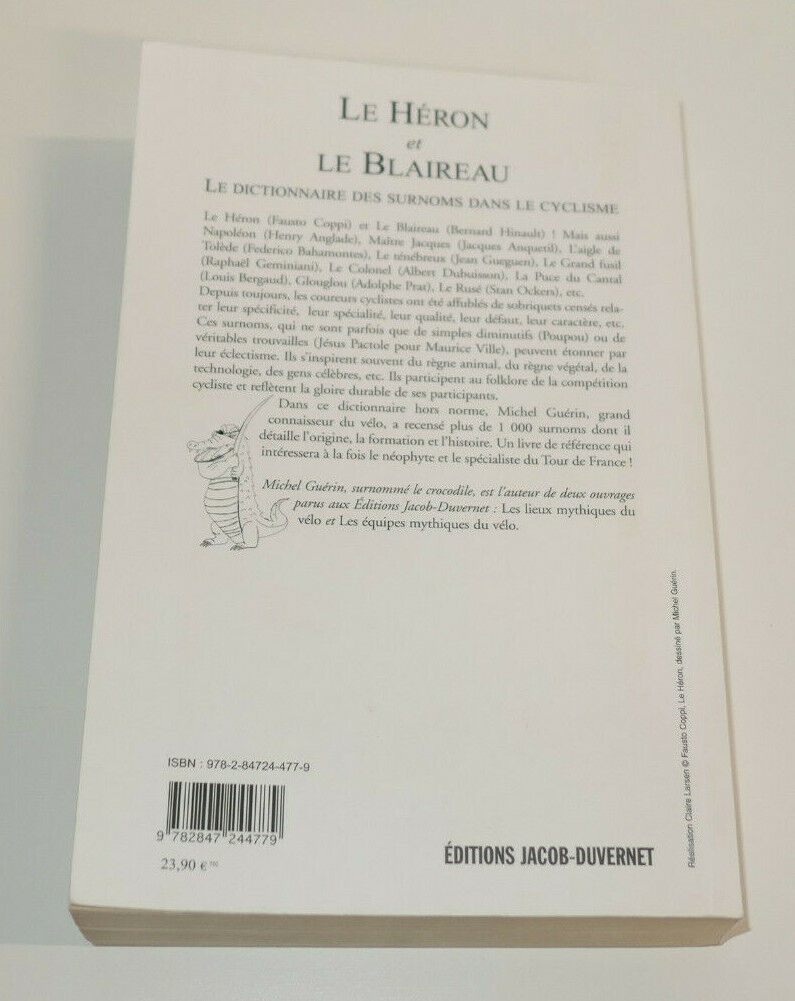 LE HÉRON
et
LE BLAIREAU
LE DICTIONNAIRE DES SURNOMS DANS LE CYCLISME
Le Héron (Fausto Coppi) et Le Blaireau (Bernard Hinault) ! Mais aussi
Napoléon (Henry Anglade), Maître Jacques (Jacques Anquetil), L'aigle de
Tolède (Federico Bahamontes), Le ténébreux (Jean Gueguen), Le Grand fusil
(Raphaël Geminiani), Le Colonel (Albert Dubuisson), La Puce du Cantal
(Louis Bergaud), Glouglou (Adolphe Prat), Le Rusé (Stan Ockers), etc.
Depuis toujours, les coureurs cyclistes ont été affublés de sobriquets censés rela-
ter leur spécificité, leur spécialité, leur qualité, leur défaut, leur caractère, etc.
Ces surnoms, qui ne sont parfois que de simples diminutifs (Poupou) ou de
véritables trouvailles (Jésus Pactole pour Maurice Ville), peuvent étonner par
leur éclectisme. Ils s'inspirent souvent du règne animal, du règne végétal, de la
technologie, des gens célèbres, etc. Ils participent au folklore de la compétition
cycliste et reflètent la gloire durable de ses participants.
Dans ce dictionnaire hors norme, Michel Guérin, grand
connaisseur du vélo, a recensé plus de 1 000 surnoms dont il
détaille l'origine, la formation et l'histoire. Un livre de référence qui
intéressera à la fois le néophyte et le spécialiste du Tour de France !
Michel Guérin, surnommé le crocodile, est l'auteur de deux ouvrages
parus aux Éditions Jacob-Duvernet : Les lieux mythiques du
vélo et Les équipes mythiques du vélo.
ISBN : 978-2-84724-477-9
9 782847 244779
23,90 € TTC
ÉDITIONS JACOB-DUVERNET
Réalisation Claire Larsen © Fausto Coppi, Le Héron, dessiné par Michel Guérin.